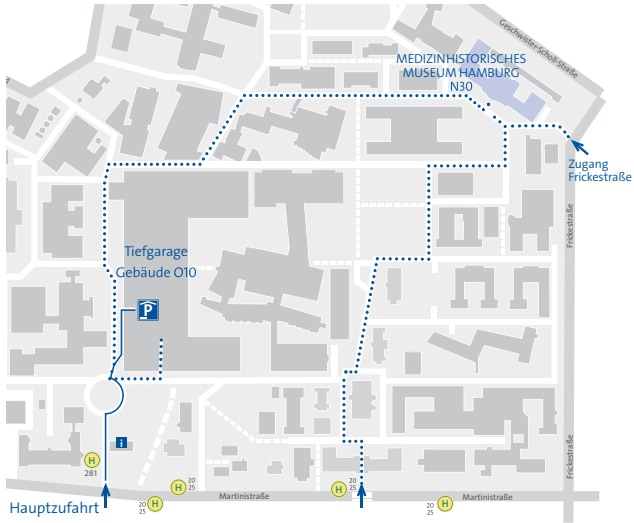 Geschwister-Scholl-Straße
MEDIZINHISTORISCHES
MUSEUM HAMBURG
N30
Zugang
Frickestraße
Frickestraße
Tiefgarage
Gebäude O10
P
i
H
281
Frickestraße
H
20
25
Martinistraße
H
20
25
Martinistraße
Hauptzufahrt
20
25
H
20
25
H